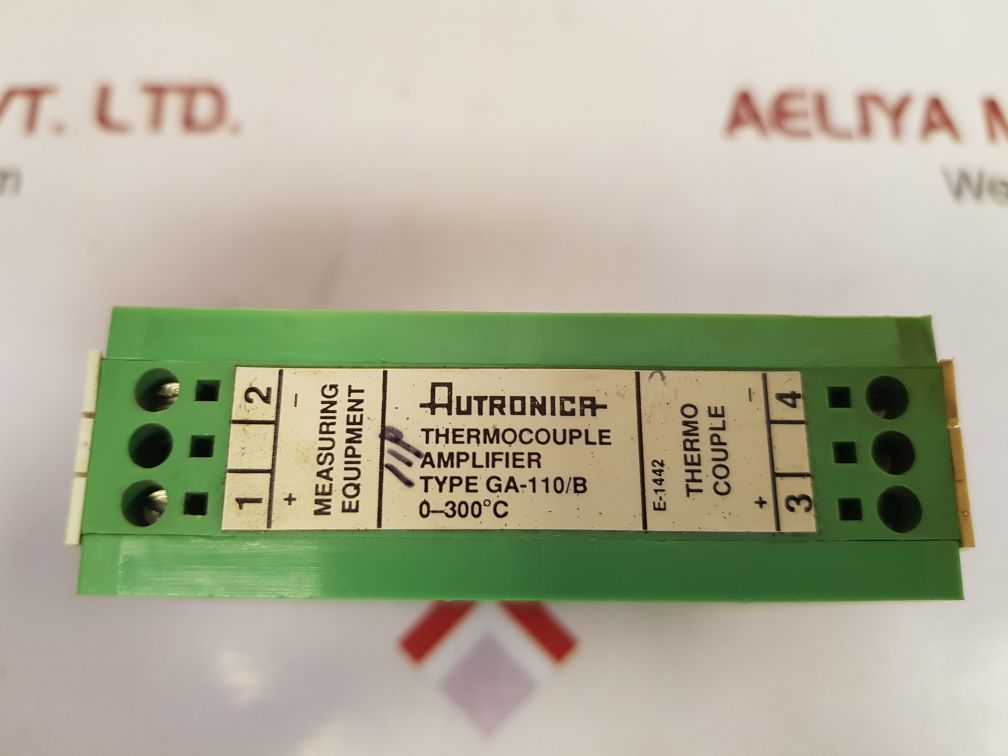 VT. LTD.
AELIYA M
We
m
2
1
−
+
MEASURING
EQUIPMENT
AUTRONICA
THERMOCOUPLE
AMPLIFIER
TYPE GA-110/B
0–300°C
E-1442
THERMO
COUPLE
−
+
4
3